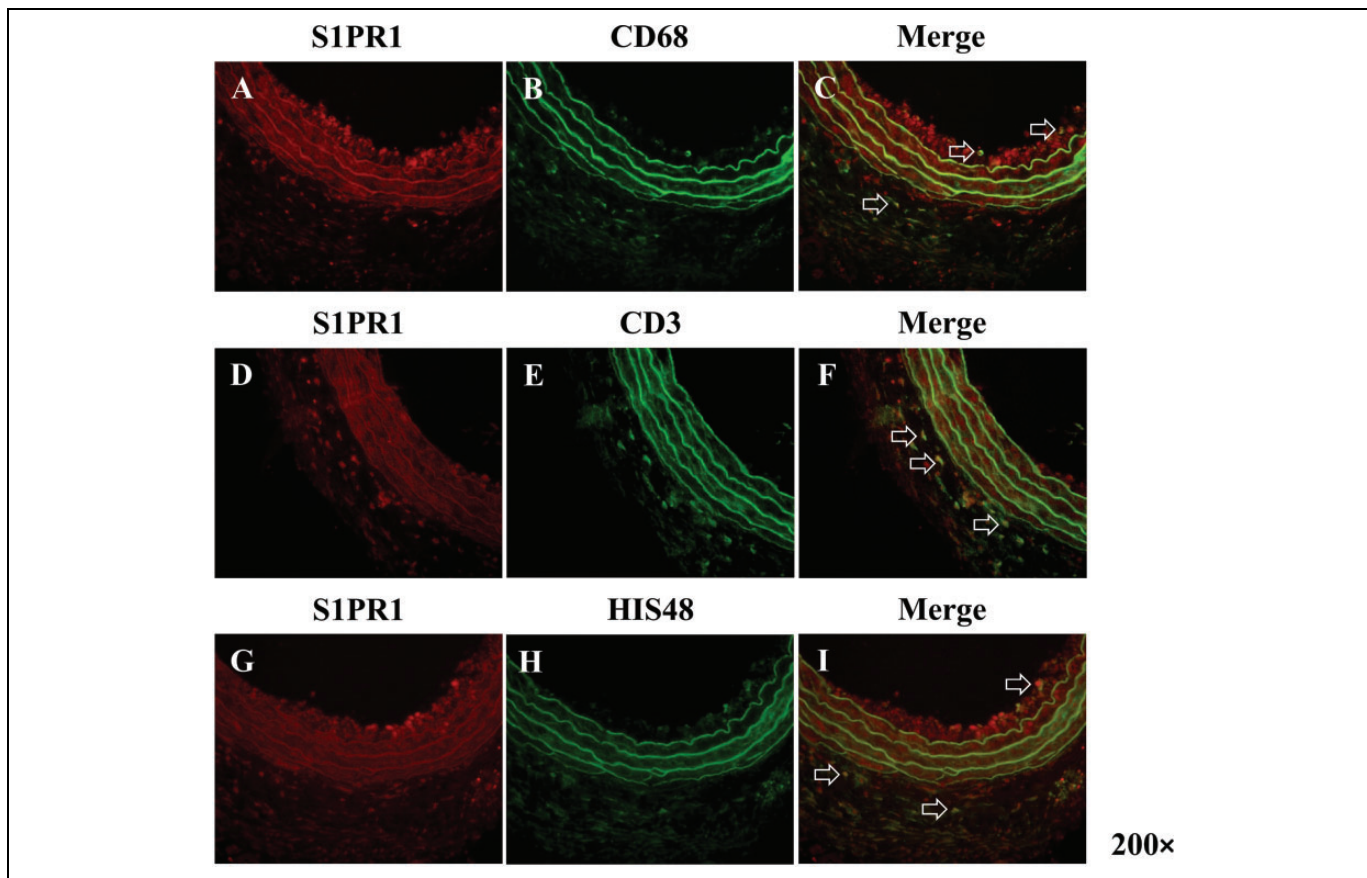 S1PR1 CD68 Merge
A B C
S1PR1 CD3 Merge
D E F
S1PR1 HIS48 Merge
G H I
200×